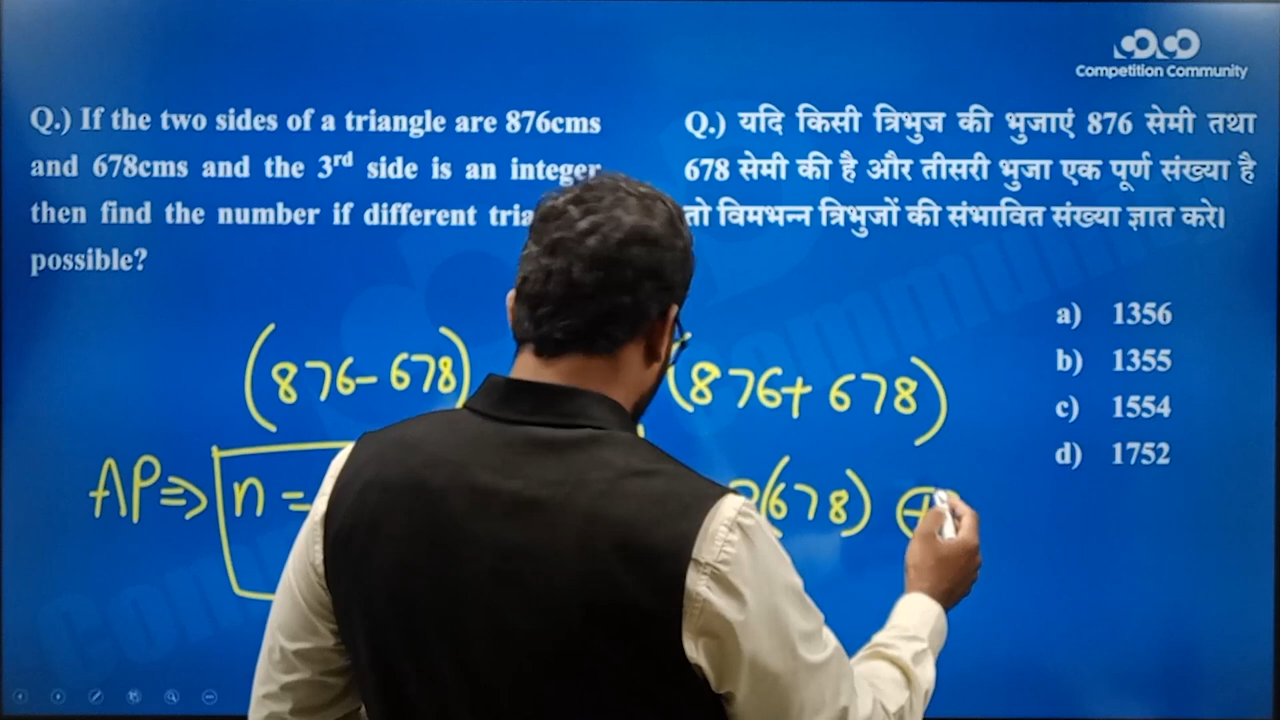 Competition Community
Q.) If the two sides of a triangle are 876cms
and 678cms and the 3rd side is an integer
then find the number if different
possible?
Q.) यदि किसी त्रिभुज की भुजाएं 876 सेमी तथा
678 सेमी की है और तीसरी भुजा एक पूर्ण संख्या है
तो विमभन्न त्रिभुजों की संभावित संख्या ज्ञात करे।
a) 1356
b) 1355
c) 1554
d) 1752
(876-678) (876+678)
AP⇒ n = (678)